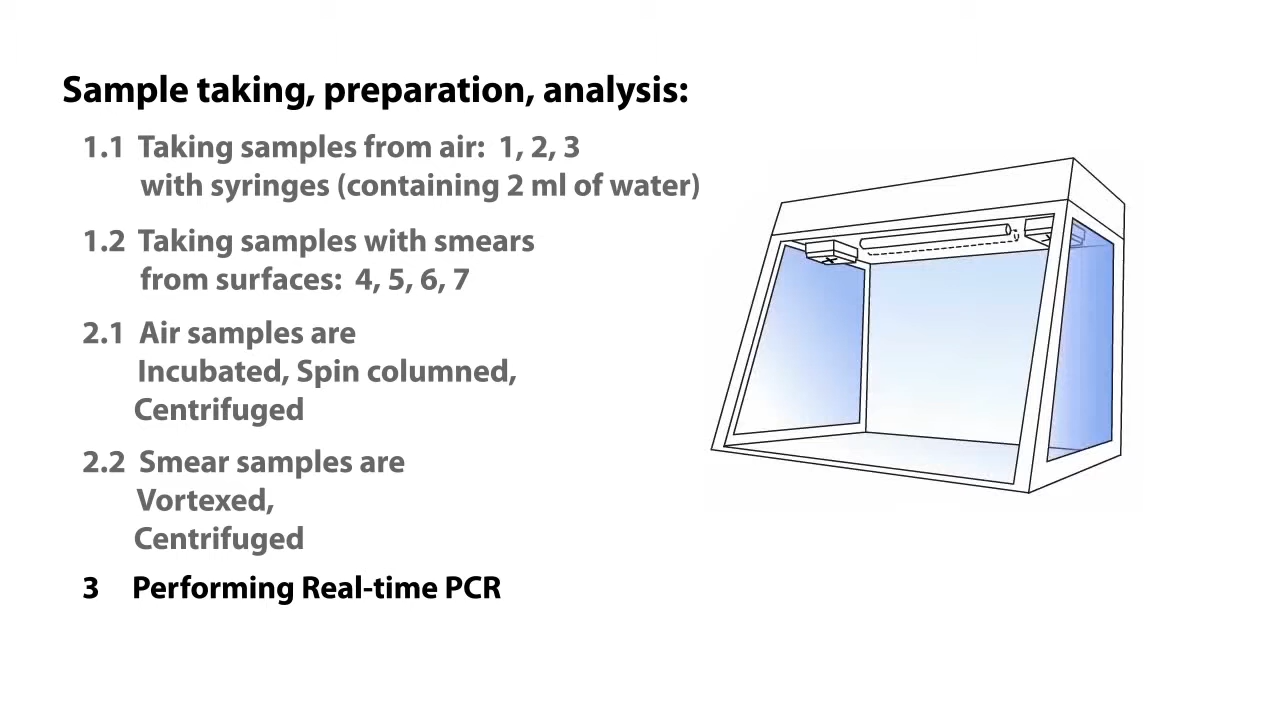 Sample taking, preparation, analysis:
1.1 Taking samples from air: 1, 2, 3
with syringes (containing 2 ml of water)
1.2 Taking samples with smears
from surfaces: 4, 5, 6, 7
2.1 Air samples are
Incubated, Spin columned,
Centrifuged
2.2 Smear samples are
Vortexed,
Centrifuged
3 Performing Real-time PCR